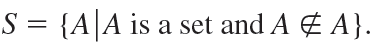 S = {A|A is a set and A ∉ A}.